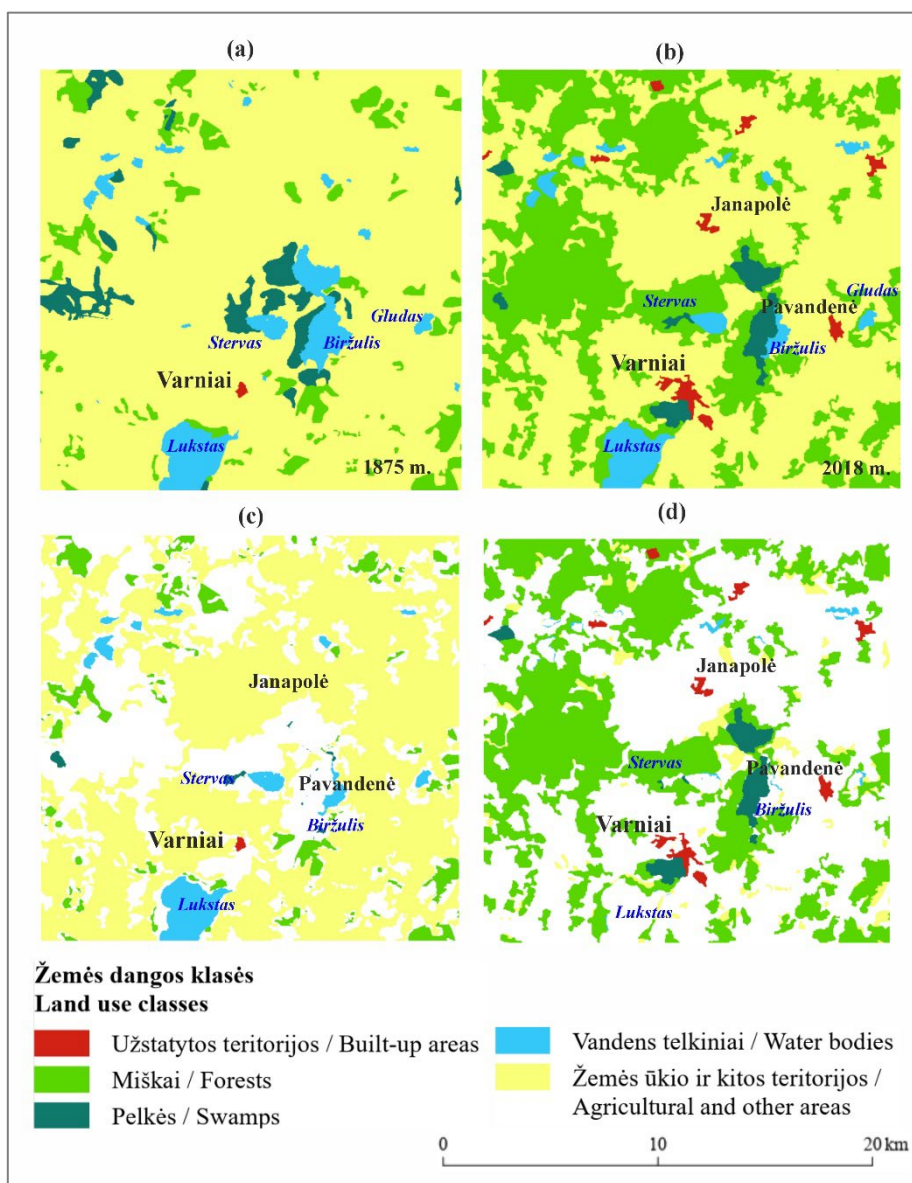 (a)
(b)
Janapolė
Stervas
Biržulis
Gludas
Varniai
Lukstas
1875 m.
Stervas
Pavandenė
Gludas
Biržulis
Varniai
Lukstas
2018 m.
(c)
(d)
Janapolė
Stervas
Pavandenė
Biržulis
Varniai
Lukstas
Janapolė
Stervas
Pavandenė
Biržulis
Varniai
Lukstas
Žemės dangos klasės
Land use classes
Užstatytos teritorijos / Built-up areas
Miškai / Forests
Pelkės / Swamps
Vandens telkiniai / Water bodies
Žemės ūkio ir kitos teritorijos /
Agricultural and other areas
0 10 20 km